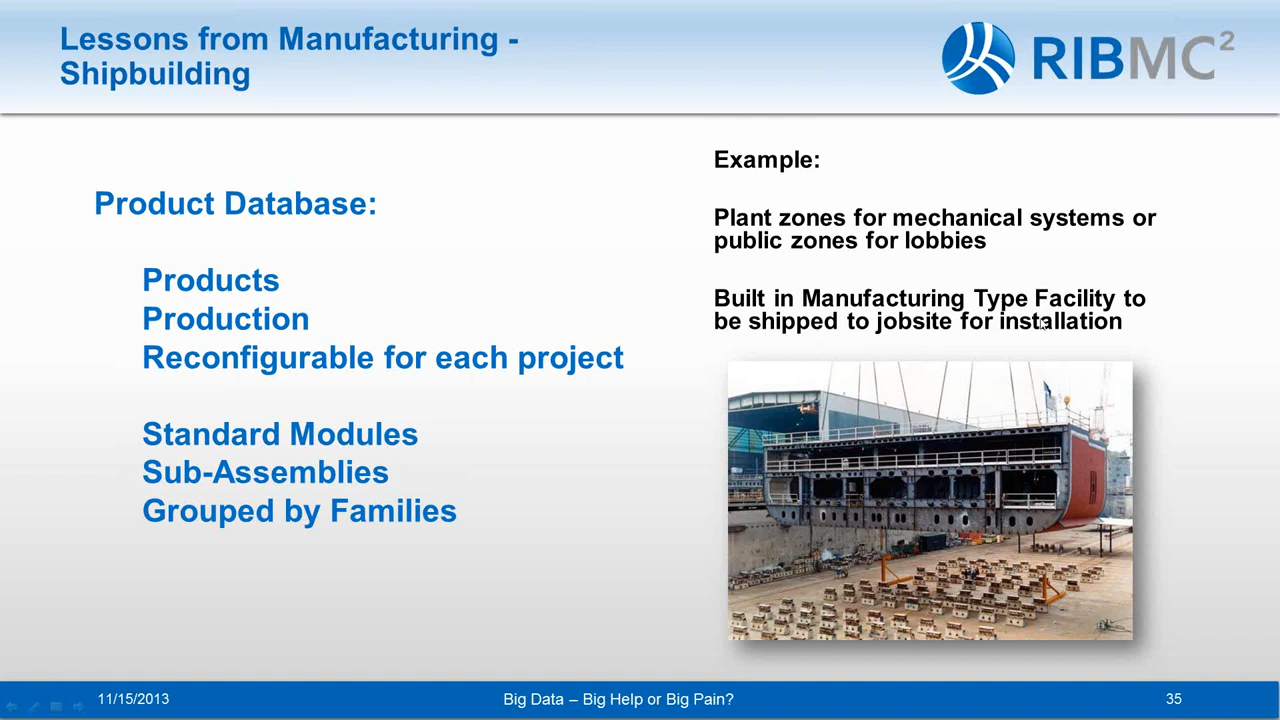 Lessons from Manufacturing -
Shipbuilding
RIBMC²
Product Database:
Products
Production
Reconfigurable for each project
Standard Modules
Sub-Assemblies
Grouped by Families
Example:
Plant zones for mechanical systems or
public zones for lobbies
Built in Manufacturing Type Facility to
be shipped to jobsite for installation
11/15/2013
Big Data – Big Help or Big Pain?
35